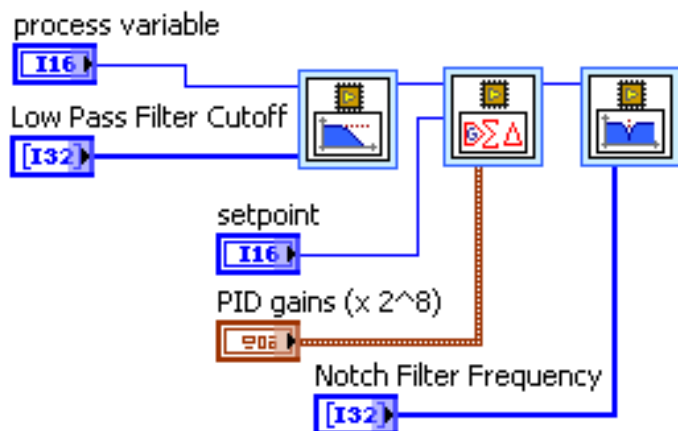 process variable
I16
Low Pass Filter Cutoff
[I32]
G Σ Δ
setpoint
I16
PID gains (x 2^8)
Notch Filter Frequency
[I32]